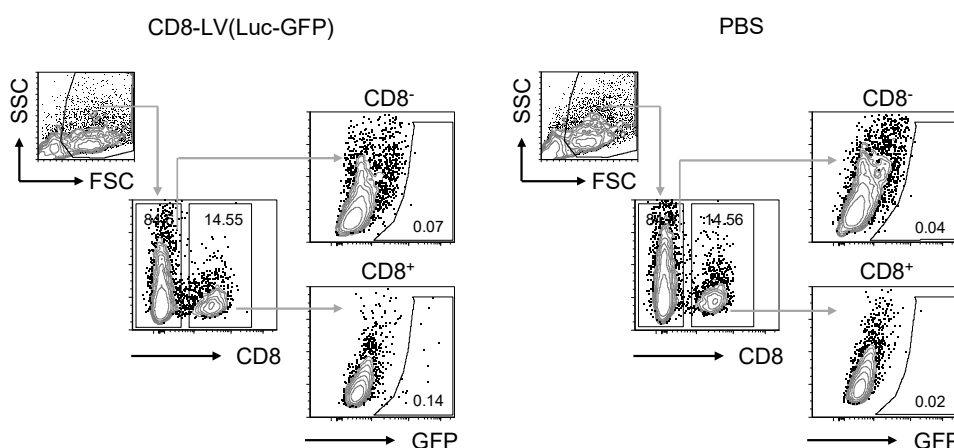 CD8-LV(Luc-GFP)
PBS
SSC
FSC
CD8-
14.55
0.07
CD8+
CD8
0.14
GFP
SSC
FSC
CD8-
14.56
0.04
CD8+
CD8
0.02
GFP